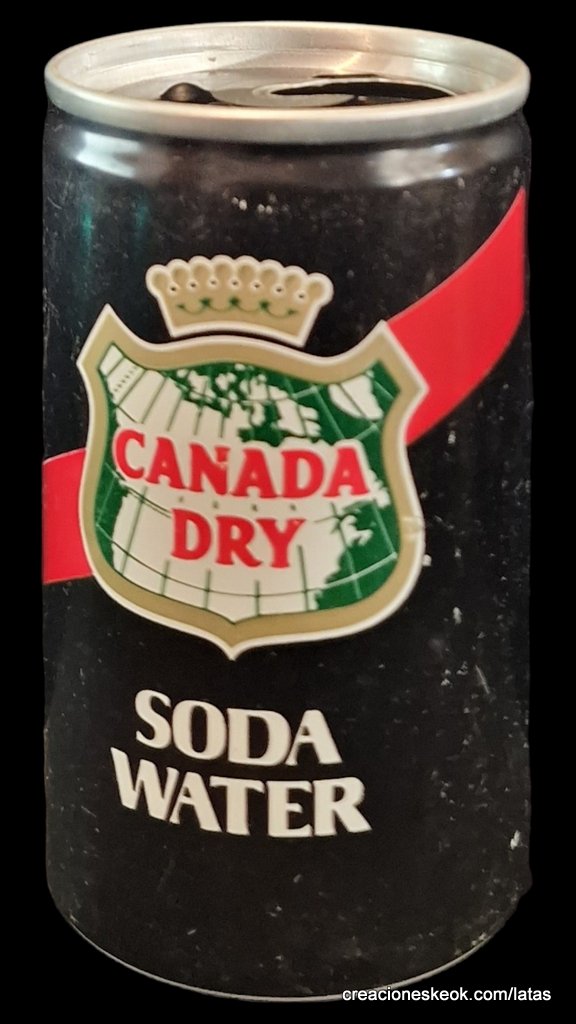 CANADA
DRY
SODA
WATER
creacioneskeok.com/latas